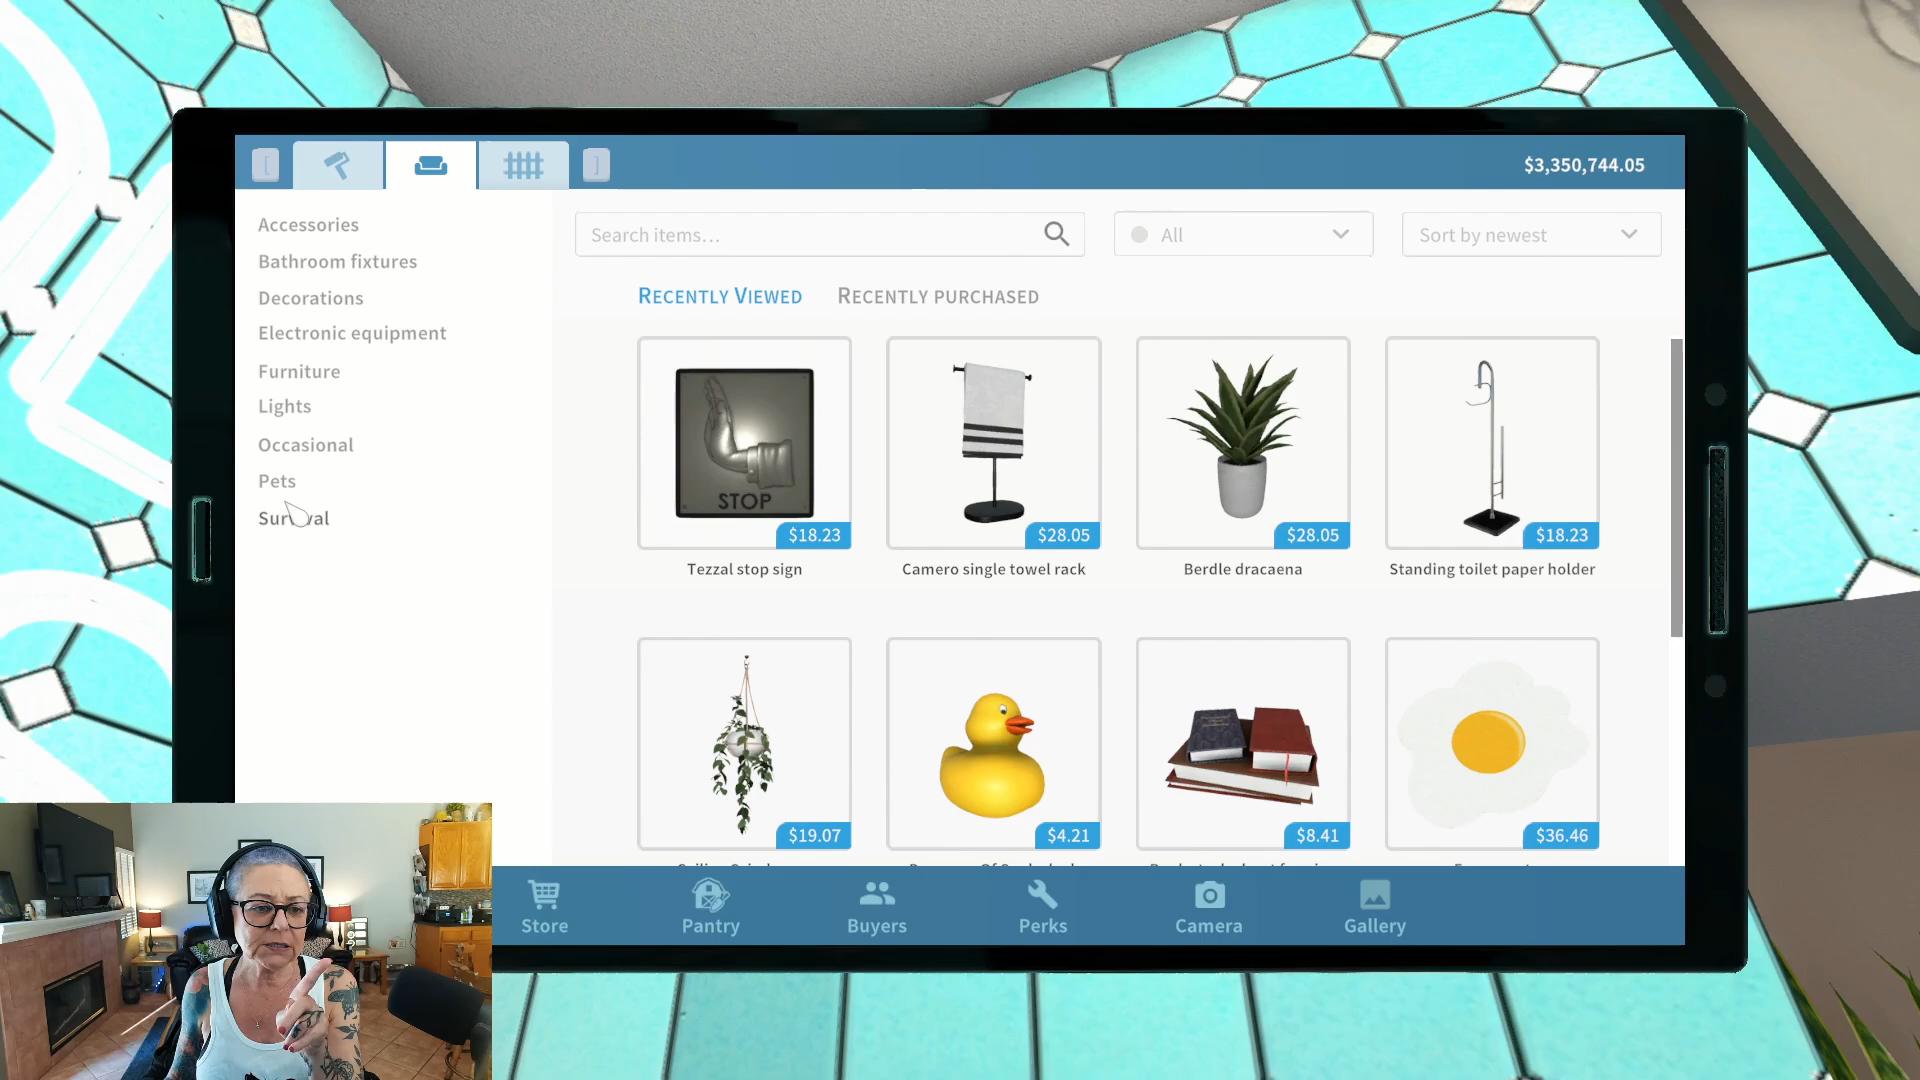 [
]
$3,350,744.05
Accessories
Bathroom fixtures
Decorations
Electronic equipment
Furniture
Lights
Occasional
Pets
Survival
Search items...
All
Sort by newest
RECENTLY VIEWED
RECENTLY PURCHASED
STOP
$18.23
$28.05
$28.05
$18.23
Tezzal stop sign
Camero single towel rack
Berdle dracaena
Standing toilet paper holder
$19.07
$4.21
$8.41
$36.46
Store
Pantry
Buyers
Perks
Camera
Gallery